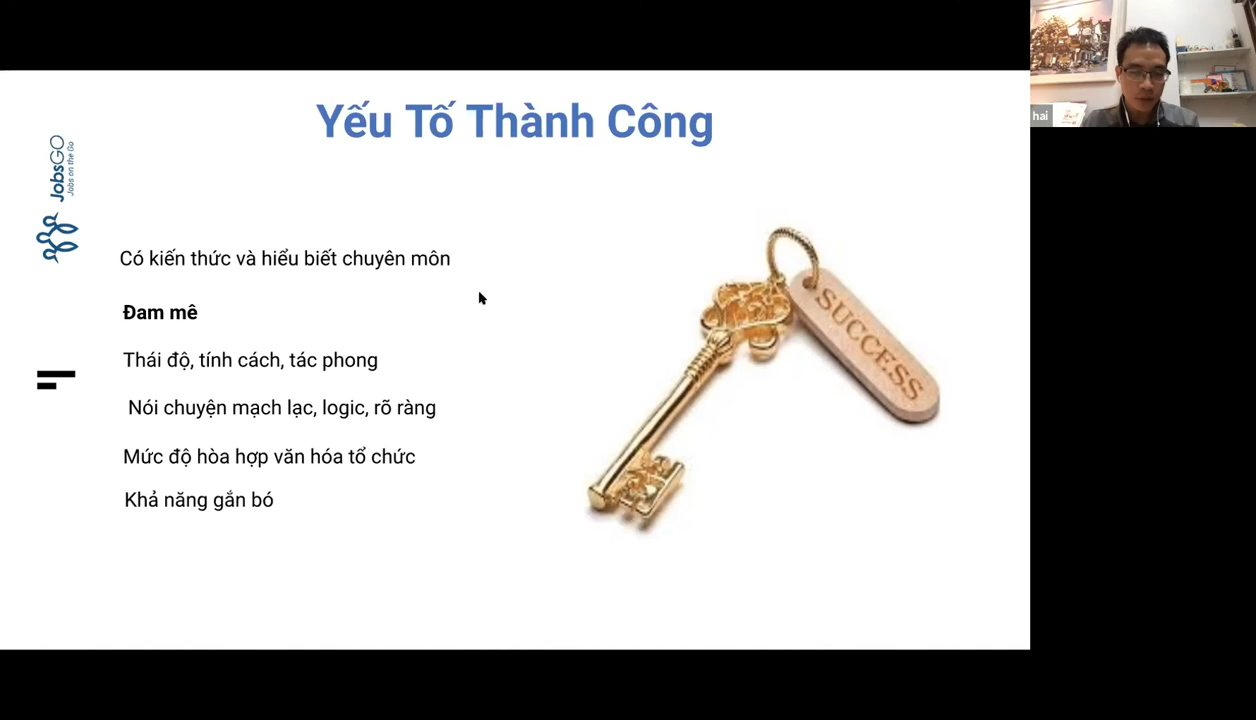 Yếu Tố Thành Công
JobsGO
Jobs on the Go
Có kiến thức và hiểu biết chuyên môn
Đam mê
Thái độ, tính cách, tác phong
Nói chuyện mạch lạc, logic, rõ ràng
Mức độ hòa hợp văn hóa tổ chức
Khả năng gắn bó
SUCCESS
hai